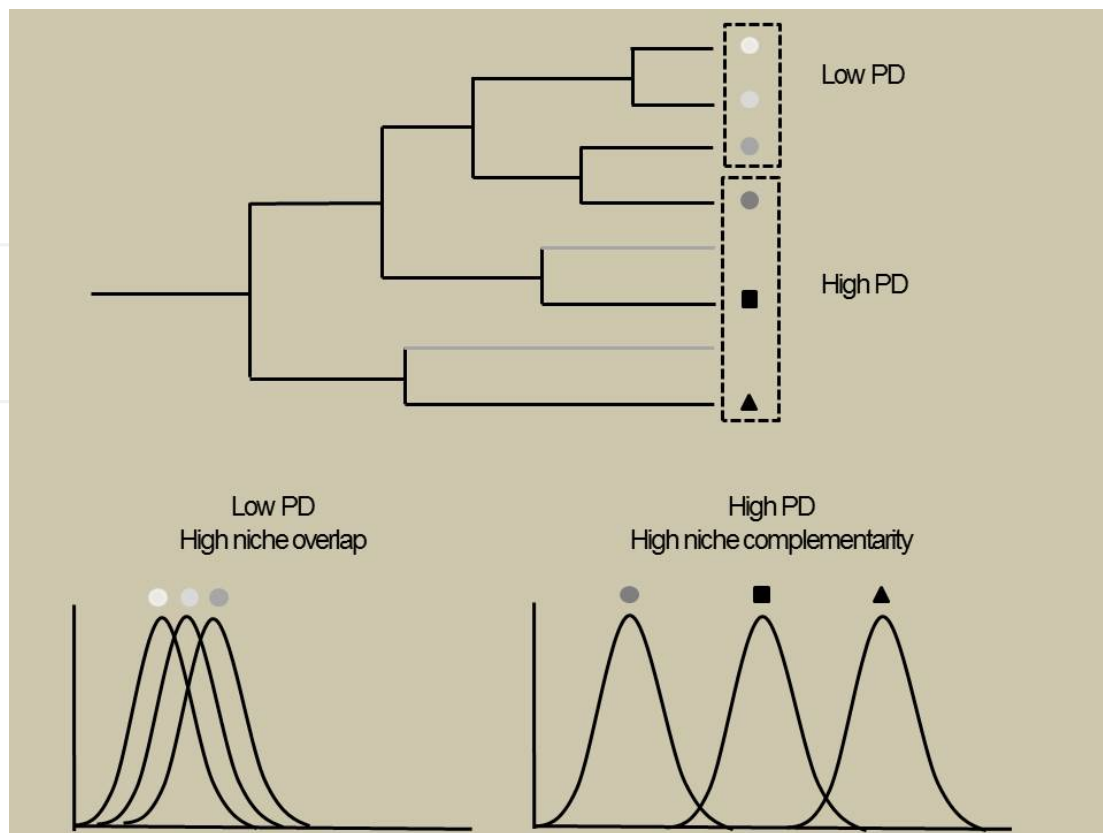 Low PD
High PD
Low PD
High niche overlap
High PD
High niche complementarity